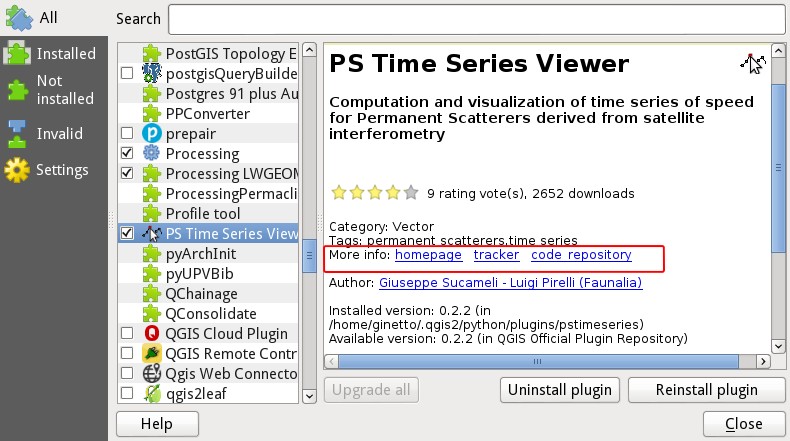 All
Search
Installed
Not
installed
Invalid
Settings
PostGIS Topology E
postgisQueryBuilde
Postgres 91 plus Au
PPConverter
prepair
Processing
Processing LWGEOM
ProcessingPermacli
Profile tool
PS Time Series View
pyArchInit
pyUPVBib
QChainage
QConsolidate
QGIS Cloud Plugin
QGIS Remote Contr
Qgis Web Connecto
qgis2leaf
PS Time Series Viewer
Computation and visualization of time series of speed
for Permanent Scatterers derived from satellite
interferometry
9 rating vote(s), 2652 downloads
Category: Vector
Tags: permanent scatterers,time series
More info: homepage tracker code repository
Author: Giuseppe Sucameli - Luigi Pirelli (Faunalia)
Installed version: 0.2.2 (in
/home/ginetto/.qgis2/python/plugins/pstimeseries)
Available version: 0.2.2 (in QGIS Official Plugin Repository)
Upgrade all
Uninstall plugin
Reinstall plugin
Help
Close